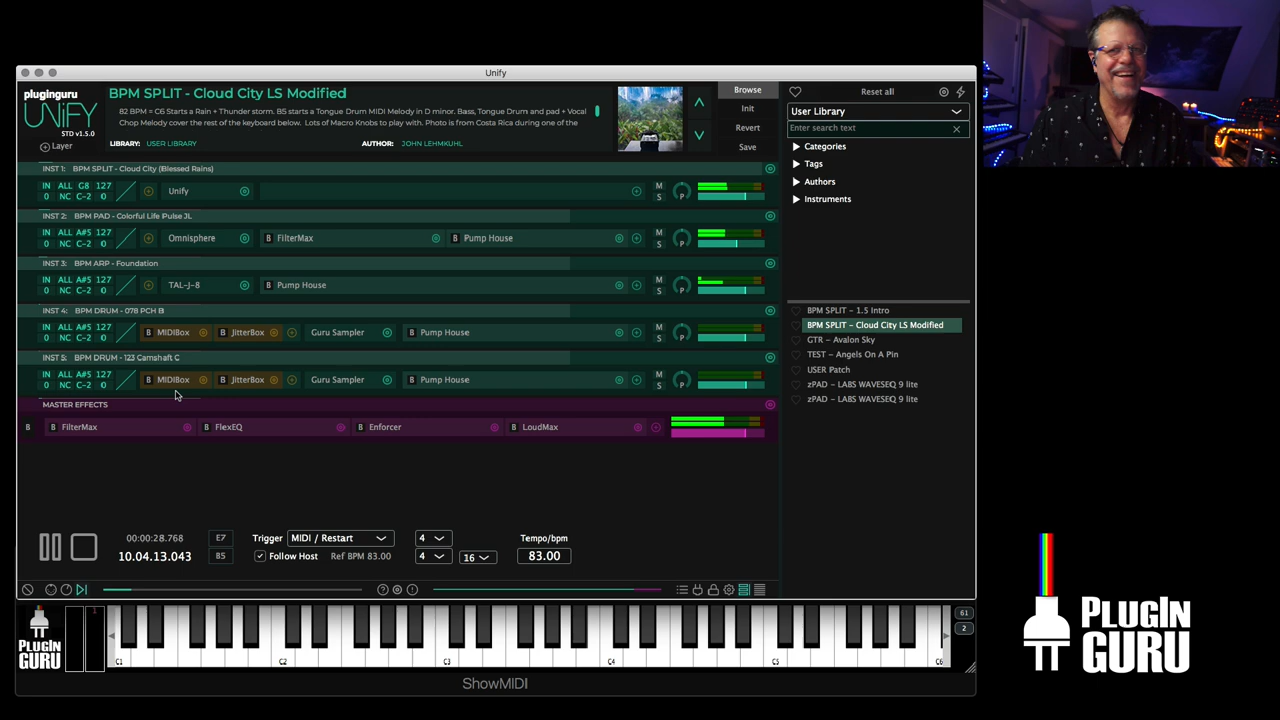 Unify
pluginguru
UNiFY
STD v1.5.0
Layer
BPM SPLIT - Cloud City LS Modified
82 BPM = C6 Starts a Rain + Thunder storm. B5 starts a Tongue Drum MIDI Melody in D minor. Bass, Tongue Drum and pad + Vocal
Chop Melody cover the rest of the keyboard below. Lots of Macro Knobs to play with. Photo is from Costa Rica during one of the
LIBRARY: USER LIBRARY AUTHOR: JOHN LEHMKUHL
Browse
Init
Revert
Save
Reset all
User Library
Enter search text
Categories
Tags
Authors
Instruments
BPM SPLIT - 1.5 Intro
BPM SPLIT - Cloud City LS Modified
GTR - Avalon Sky
TEST - Angels On A Pin
USER Patch
zPAD - LABS WAVESEQ 9 lite
zPAD - LABS WAVESEQ 9 lite
INST 1: BPM SPLIT - Cloud City (Blessed Rains)
IN ALL G8 127
0 NC C-2 0
Unify
M
S
P
INST 2: BPM PAD - Colorful Life Pulse JL
IN ALL A#5 127
0 NC C-2 0
Omnisphere B FilterMax B Pump House
M
S
P
INST 3: BPM ARP - Foundation
IN ALL A#5 127
0 NC C-2 0
TAL-J-8 B Pump House
M
S
P
INST 4: BPM DRUM - 078 PCH B
IN ALL A#5 127
0 NC C-2 0
B MIDIBox B JitterBox Guru Sampler B Pump House
M
S
P
INST 5: BPM DRUM - 123 Camshaft C
IN ALL A#5 127
0 NC C-2 0
B MIDIBox B JitterBox Guru Sampler B Pump House
M
S
P
MASTER EFFECTS
B B FilterMax B FlexEQ B Enforcer B LoudMax
00:00:28.768 E7 Trigger MIDI / Restart 4 Tempo/bpm
10.04.13.043 B5 Follow Host Ref BPM 83.00 4 16 83.00
PLUGIN
GURU
1
C1 C2 C3 C4 C5 C6
61
2
ShowMIDI
PLUGIN
GURU